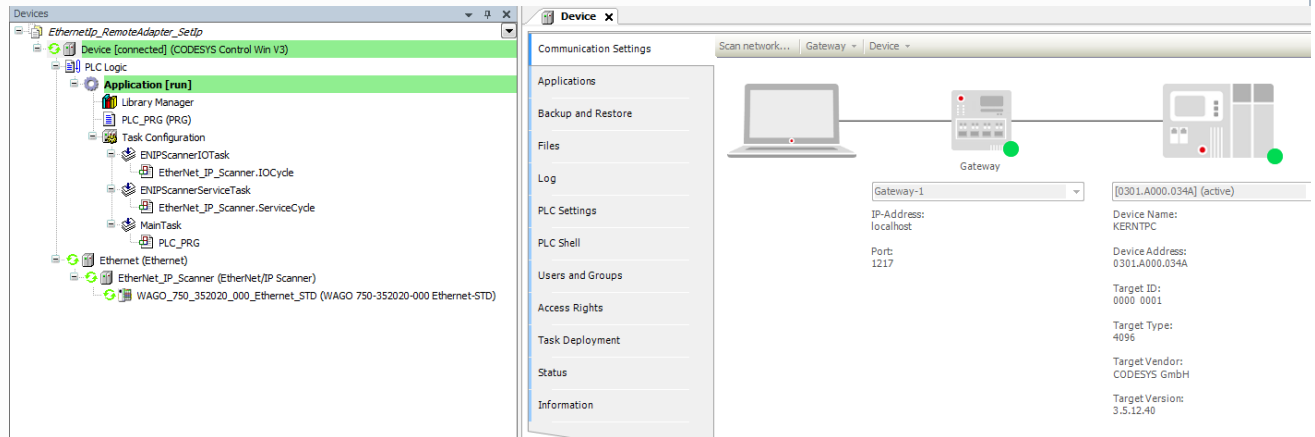 Devices
EthernetIp_RemoteAdapter_SetIp
Device [connected] (CODESYS Control Win V3)
PLC Logic
Application [run]
Library Manager
PLC_PRG (PRG)
Task Configuration
ENIPScannerIOTask
EtherNet_IP_Scanner.IOCycle
ENIPScannerServiceTask
EtherNet_IP_Scanner.ServiceCycle
MainTask
PLC_PRG
Ethernet (Ethernet)
EtherNet_IP_Scanner (EtherNet/IP Scanner)
WAGO_750_352020_000_Ethernet_STD (WAGO 750-352020-000 Ethernet-STD)
Device
Communication Settings
Applications
Backup and Restore
Files
Log
PLC Settings
PLC Shell
Users and Groups
Access Rights
Task Deployment
Status
Information
Scan network... Gateway Device
Gateway
Gateway-1
IP-Address:
localhost
Port:
1217
[0301.A000.034A] (active)
Device Name:
KERNTPC
Device Address:
0301.A000.034A
Target ID:
0000 0001
Target Type:
4096
Target Vendor:
CODESYS GmbH
Target Version:
3.5.12.40